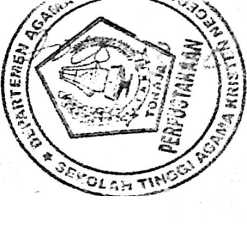 DEPARTEMEN AGAMA
SEKOLAH TINGGI AGAMA KRISTEN NEGERI
TORAJA
PERPUSTAKAAN